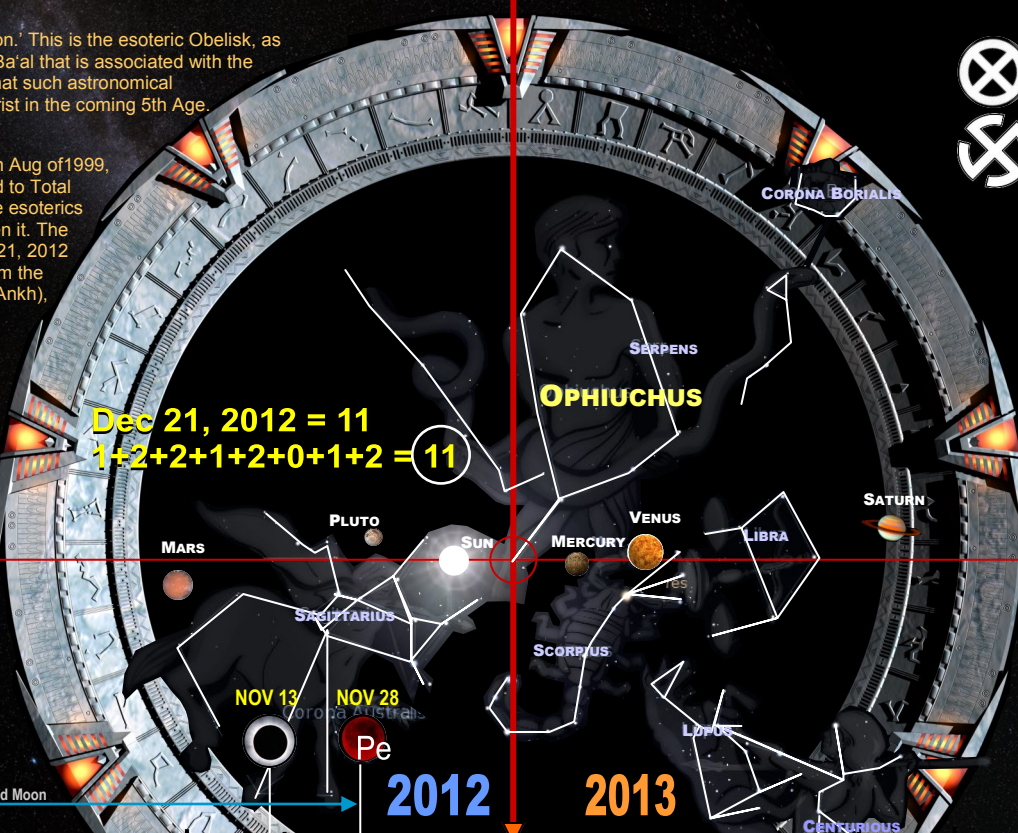 on.' This is the esoteric Obelisk, as
Ba'al that is associated with the
hat such astronomical
rist in the coming 5th Age.
n Aug of1999,
d to Total
e esoterics
en it. The
21, 2012
m the
Ankh),
CORONA BORIALIS
SERPENS
OPHIUCHUS
Dec 21, 2012 = 11
1+2+2+1+2+0+1+2 = 11
SATURN
PLUTO
VENUS
MARS
SUN
MERCURY
LIBRA
SAGITTARIUS
SCORPIUS
NOV 13
NOV 28
Corona Australis
Pe
LUPUS
d Moon
2012
2013
CENTURIOUS